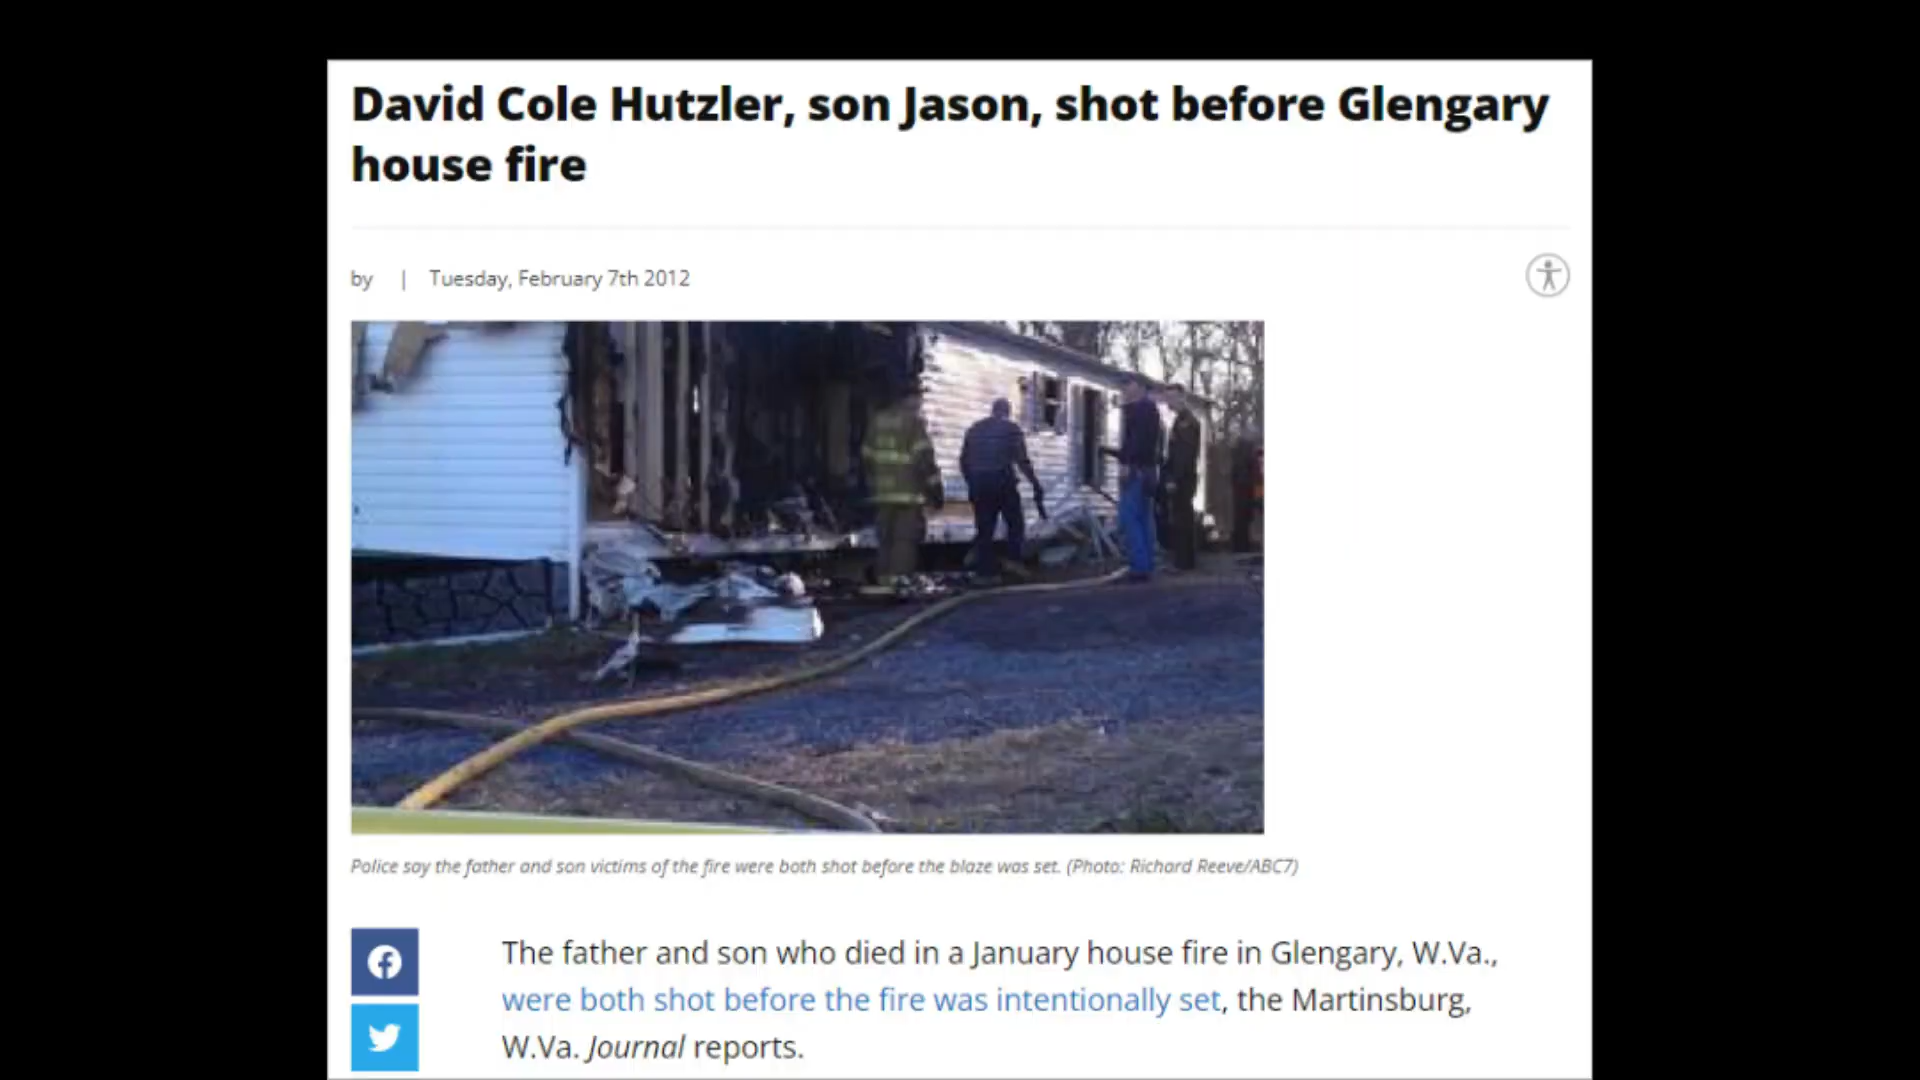 David Cole Hutzler, son Jason, shot before Glengary
house fire
by | Tuesday, February 7th 2012
Police say the father and son victims of the fire were both shot before the blaze was set. (Photo: Richard Reeve/ABC7)
The father and son who died in a January house fire in Glengary, W.Va.,
were both shot before the fire was intentionally set, the Martinsburg,
W.Va. Journal reports.